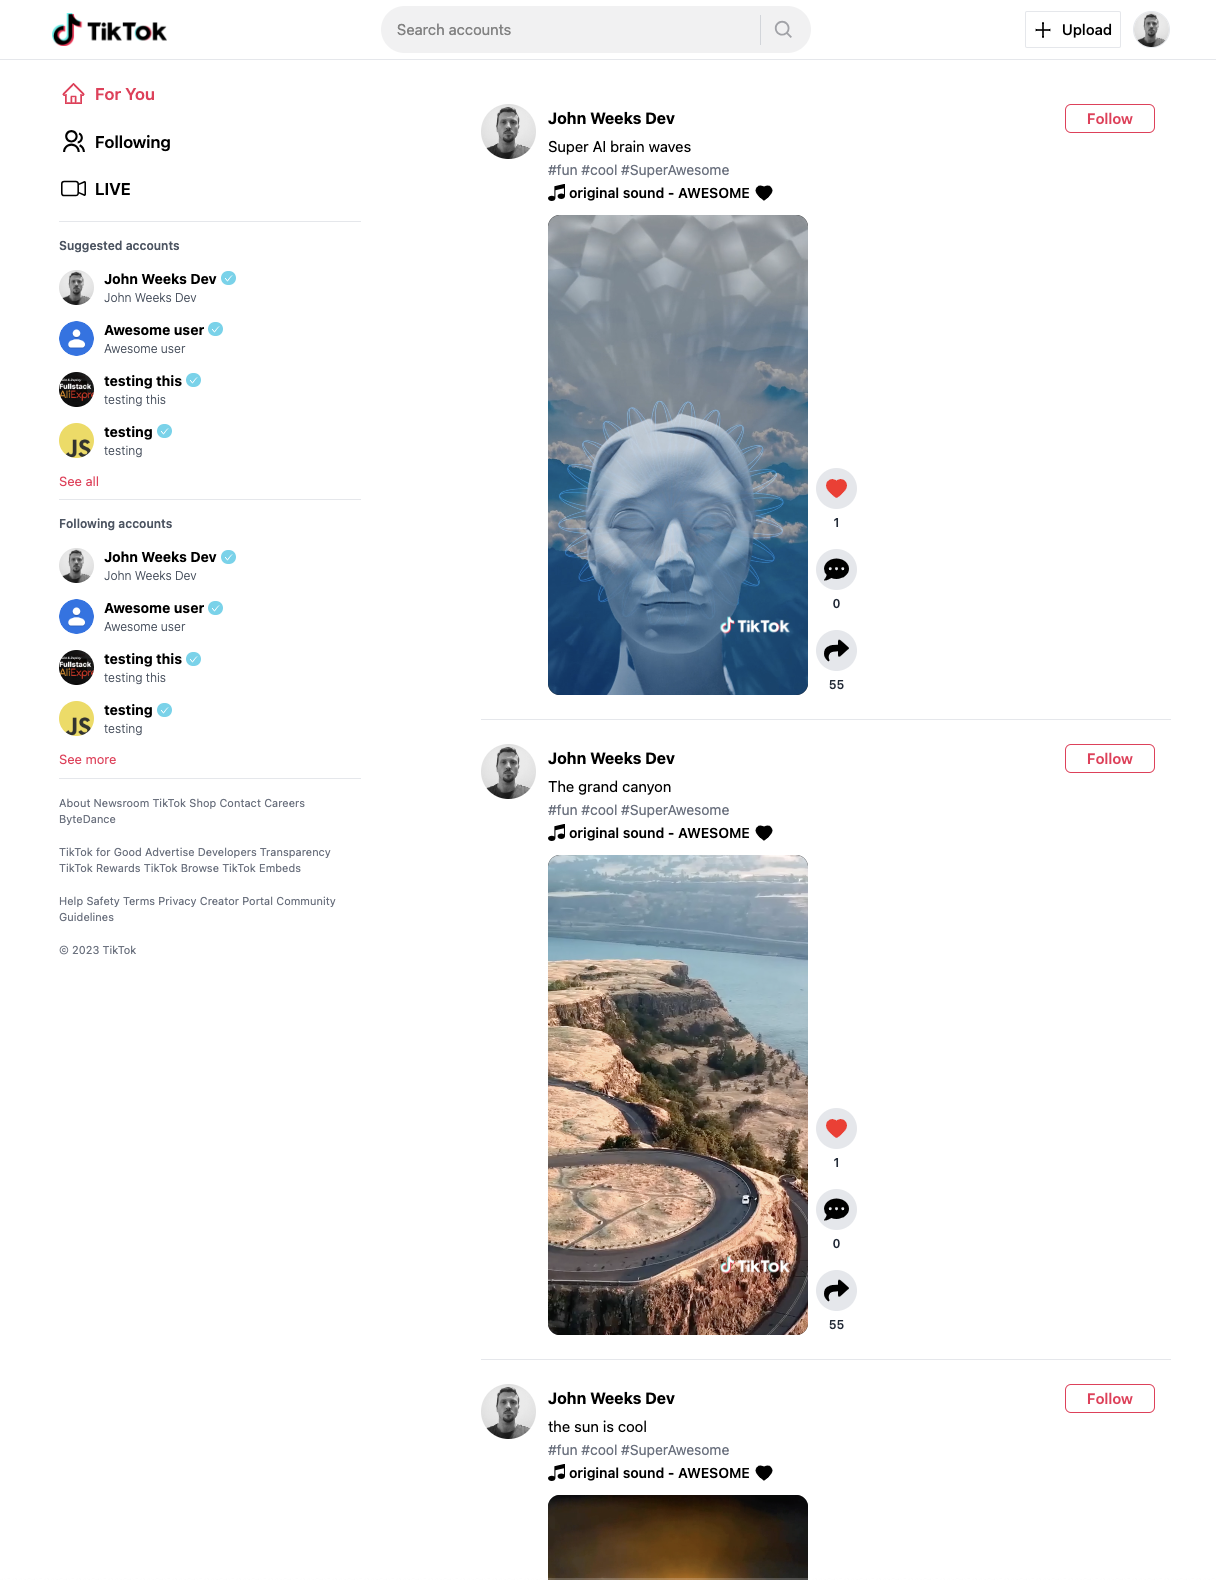 TikTok
Search accounts
Upload
For You
Following
LIVE
Suggested accounts
John Weeks Dev
John Weeks Dev
Awesome user
Awesome user
Fullstack
AliExpre
testing this
testing this
JS
testing
testing
See all
Following accounts
John Weeks Dev
John Weeks Dev
Awesome user
Awesome user
Fullstack
AliExpre
testing this
testing this
JS
testing
testing
See more
About Newsroom TikTok Shop Contact Careers
ByteDance
TikTok for Good Advertise Developers Transparency
TikTok Rewards TikTok Browse TikTok Embeds
Help Safety Terms Privacy Creator Portal Community
Guidelines
© 2023 TikTok
John Weeks Dev
Follow
Super AI brain waves
#fun #cool #SuperAwesome
original sound - AWESOME
TikTok
1
0
55
John Weeks Dev
Follow
The grand canyon
#fun #cool #SuperAwesome
original sound - AWESOME
TikTok
1
0
55
John Weeks Dev
Follow
the sun is cool
#fun #cool #SuperAwesome
original sound - AWESOME